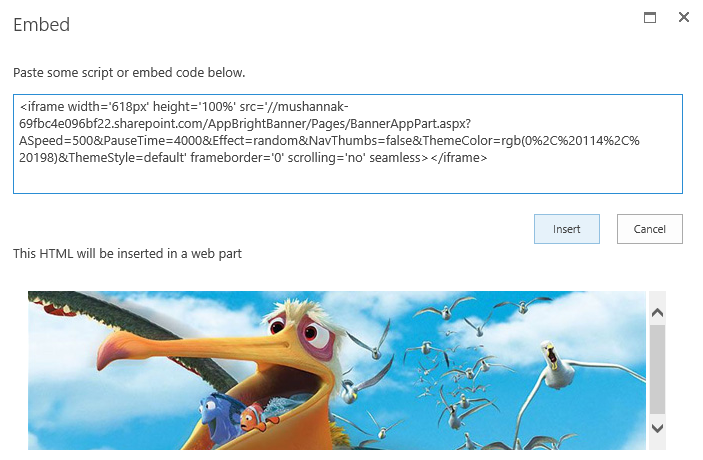 Embed
Paste some script or embed code below.
<iframe width='618px' height='100%' src='//mushannak-
69fbc4e096bf22.sharepoint.com/AppBrightBanner/Pages/BannerAppPart.aspx?
ASpeed=500&PauseTime=4000&Effect=random&NavThumbs=false&ThemeColor=rgb(0%2C%20114%2C%
20198)&ThemeStyle=default' frameborder='0' scrolling='no' seamless></iframe>
Insert
Cancel
This HTML will be inserted in a web part